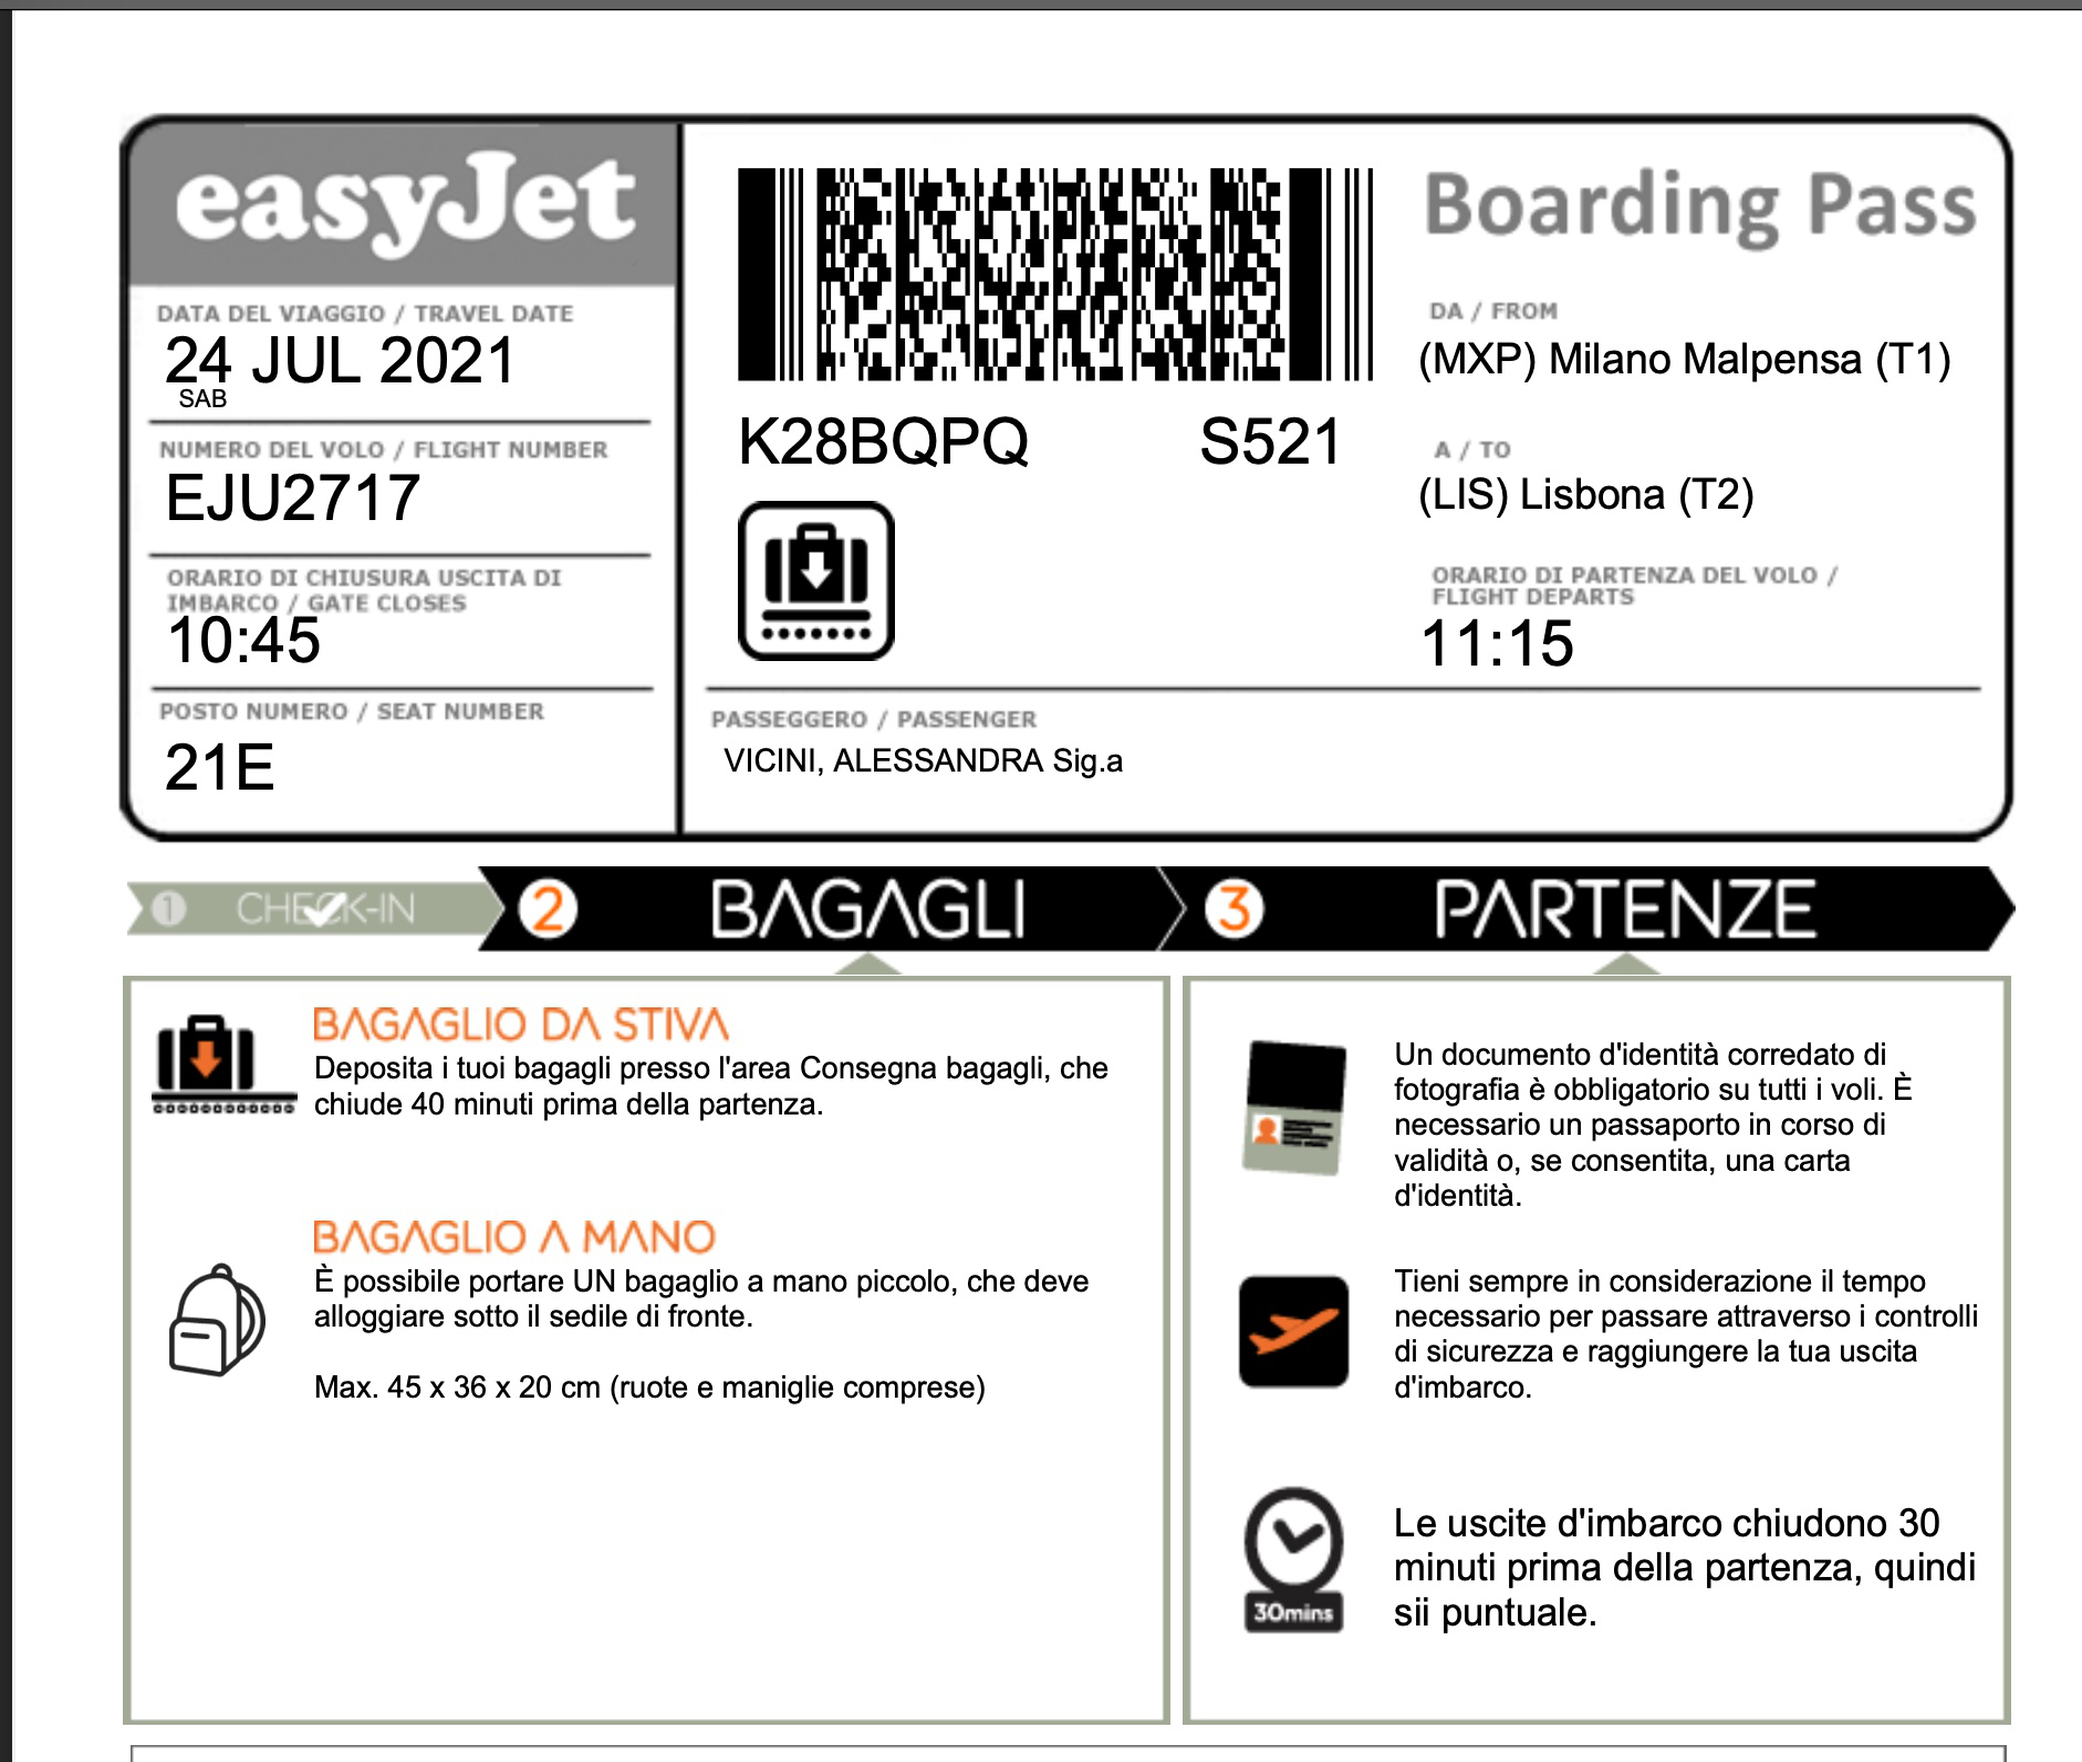 easyJet
DATA DEL VIAGGIO / TRAVEL DATE
24 JUL 2021
SAB
NUMERO DEL VOLO / FLIGHT NUMBER
EJU2717
ORARIO DI CHIUSURA USCITA DI
IMBARCO / GATE CLOSES
10:45
POSTO NUMERO / SEAT NUMBER
21E
K28BQPQ S521
Boarding Pass
DA / FROM
(MXP) Milano Malpensa (T1)
A / TO
(LIS) Lisbona (T2)
ORARIO DI PARTENZA DEL VOLO /
FLIGHT DEPARTS
11:15
PASSEGGERO / PASSENGER
VICINI, ALESSANDRA Sig.a
1 CHECK-IN
2 BAGAGLI
3 PARTENZE
BAGAGLIO DA STIVA
Deposita i tuoi bagagli presso l'area Consegna bagagli, che
chiude 40 minuti prima della partenza.
BAGAGLIO A MANO
È possibile portare UN bagaglio a mano piccolo, che deve
alloggiare sotto il sedile di fronte.
Max. 45 x 36 x 20 cm (ruote e maniglie comprese)
Un documento d'identità corredato di
fotografia è obbligatorio su tutti i voli. È
necessario un passaporto in corso di
validità o, se consentita, una carta
d'identità.
Tieni sempre in considerazione il tempo
necessario per passare attraverso i controlli
di sicurezza e raggiungere la tua uscita
d'imbarco.
30mins
Le uscite d'imbarco chiudono 30
minuti prima della partenza, quindi
sii puntuale.